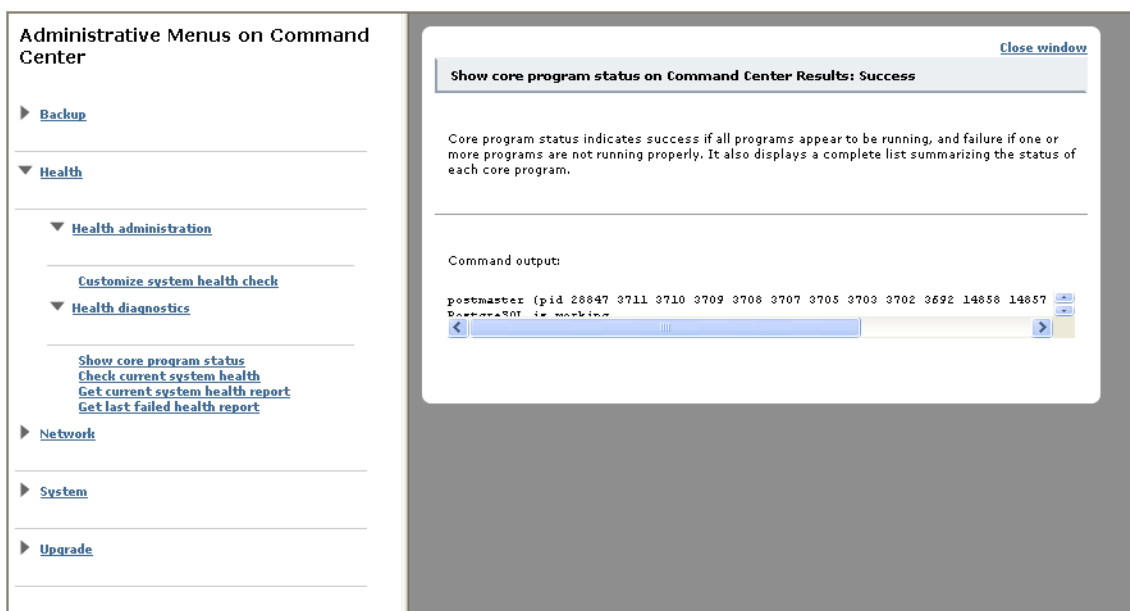 Administrative Menus on Command
Center
Backup
Health
Health administration
Customize system health check
Health diagnostics
Show core program status
Check current system health
Get current system health report
Get last failed health report
Network
System
Upgrade
Close window
Show core program status on Command Center Results: Success
Core program status indicates success if all programs appear to be running, and failure if one or
more programs are not running properly. It also displays a complete list summarizing the status of
each core program.
Command output:
postmaster (pid 28847 3711 3710 3709 3708 3707 3705 3703 3702 3692 14858 14857
PostgreSQL is working